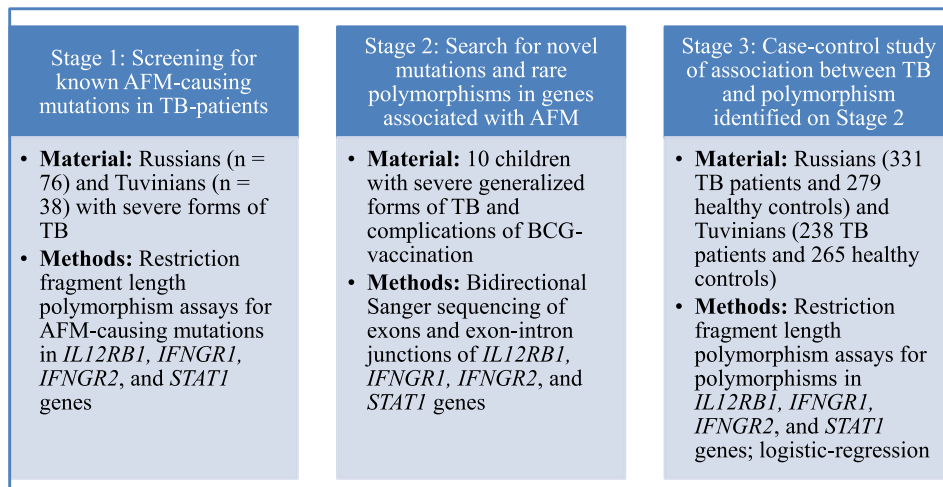 Stage 1: Screening for
known AFM-causing
mutations in TB-patients
• Material: Russians (n =
76) and Tuvinians (n =
38) with severe forms of
TB
• Methods: Restriction
fragment length
polymorphism assays for
AFM-causing mutations
in IL12RB1, IFNGR1,
IFNGR2, and STAT1
genes
Stage 2: Search for novel
mutations and rare
polymorphisms in genes
associated with AFM
• Material: 10 children
with severe generalized
forms of TB and
complications of BCG-
vaccination
• Methods: Bidirectional
Sanger sequencing of
exons and exon-intron
junctions of IL12RB1,
IFNGR1, IFNGR2, and
STAT1 genes
Stage 3: Case-control study
of association between TB
and polymorphism
identified on Stage 2
• Material: Russians (331
TB patients and 279
healthy controls) and
Tuvinians (238 TB
patients and 265 healthy
controls)
• Methods: Restriction
fragment length
polymorphism assays for
polymorphisms in
IL12RB1, IFNGR1,
IFNGR2, and STAT1
genes; logistic-regression